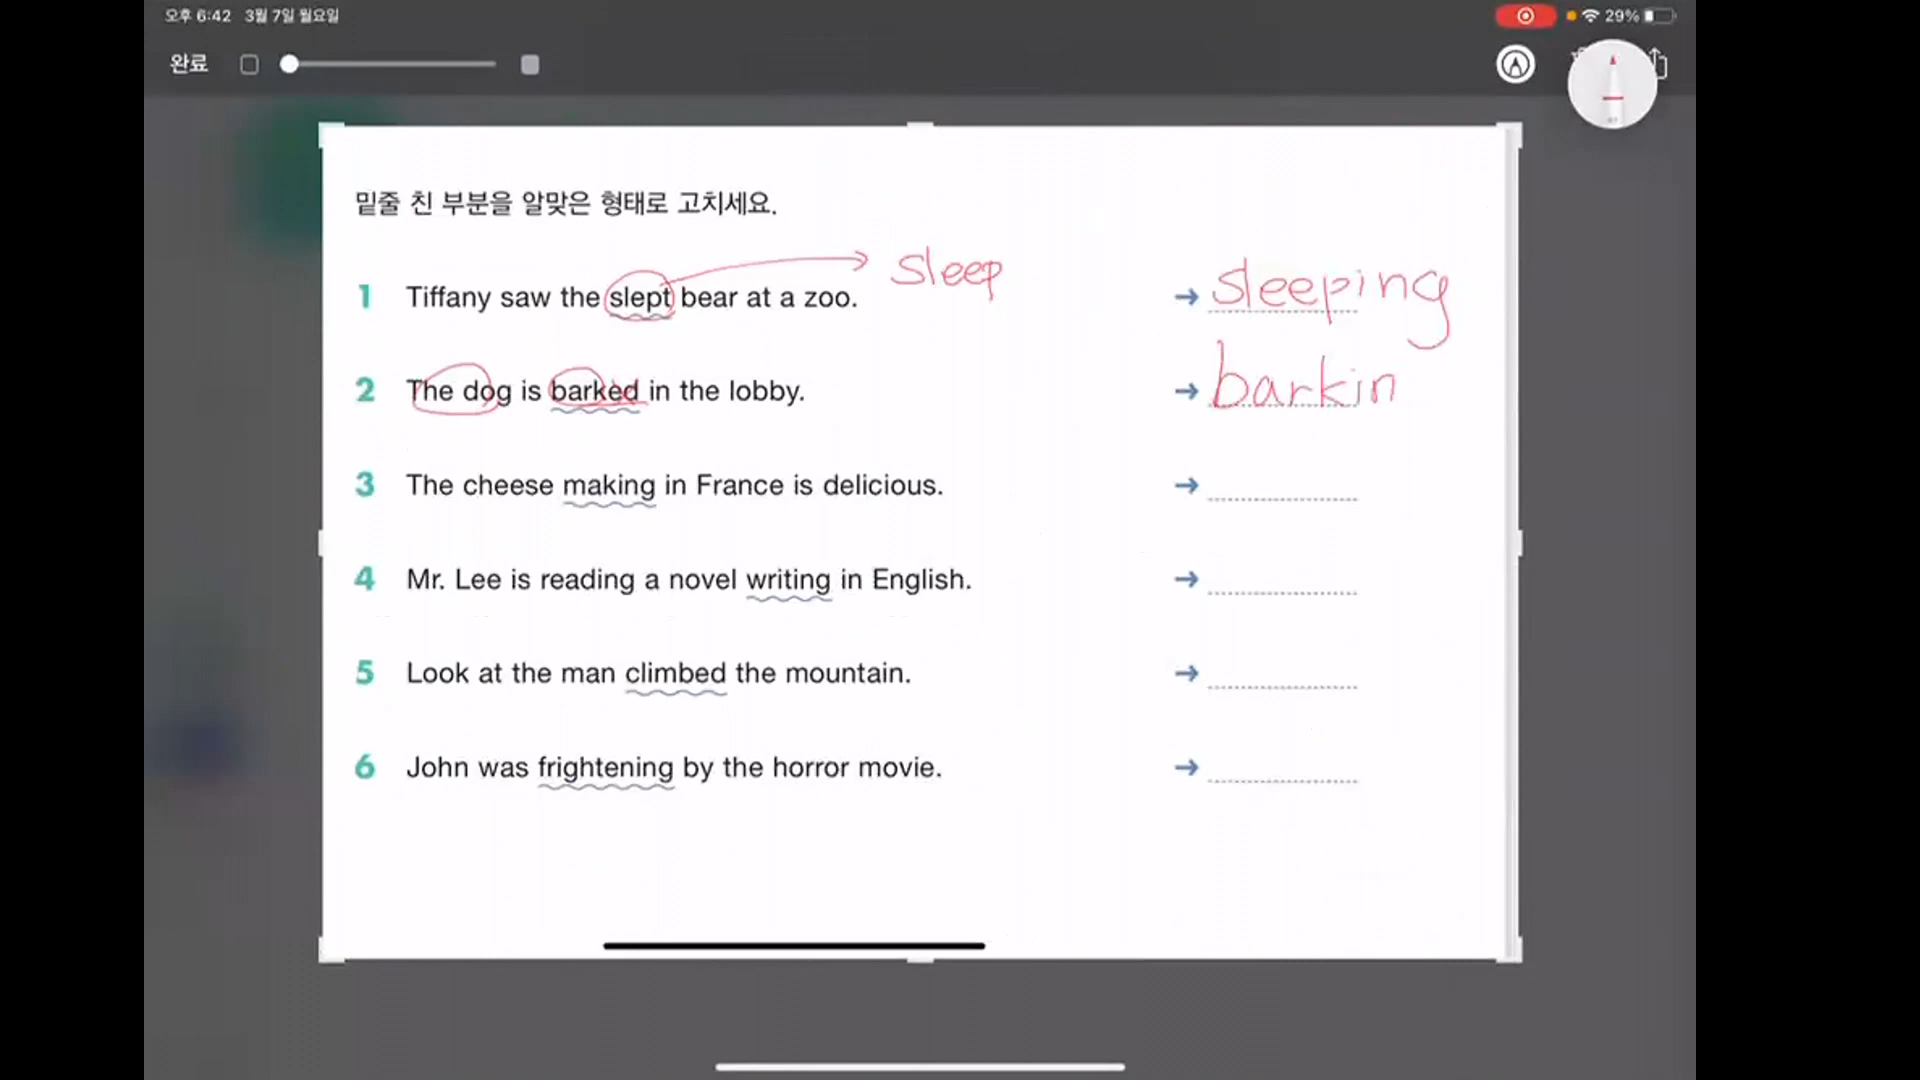 오후 6:42 3월 7일 월요일 29%
완료
밑줄 친 부분을 알맞은 형태로 고치세요.
sleep
1 Tiffany saw the slept bear at a zoo. → sleeping
2 The dog is barked in the lobby. → barkin
3 The cheese making in France is delicious. →
4 Mr. Lee is reading a novel writing in English. →
5 Look at the man climbed the mountain. →
6 John was frightening by the horror movie. →